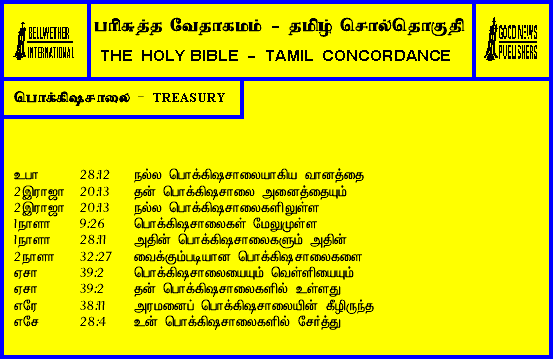 BELLWETHER
INTERNATIONAL
பரிசுத்த வேதாகமம் - தமிழ் சொல்தொகுதி
THE HOLY BIBLE - TAMIL CONCORDANCE
GOOD NEWS
PUBLISHERS
பொக்கிஷசாலை - TREASURY
உபா 28:12 நல்ல பொக்கிஷசாலையாகிய வானத்தை
2இராஜா 20:13 தன் பொக்கிஷசாலை அனைத்தையும்
2இராஜா 20:13 நல்ல பொக்கிஷசாலைகளிலுள்ள
1நாளா 9:26 பொக்கிஷசாலைகள் மேலுமுள்ள
1நாளா 28:11 அதின் பொக்கிஷசாலைகளும் அதின்
2நாளா 32:27 வைக்கும்படியான பொக்கிஷசாலைகளை
ஏசா 39:2 பொக்கிஷசாலையையும் வெள்ளியையும்
ஏசா 39:2 தன் பொக்கிஷசாலைகளில் உள்ளது
எரே 38:11 அரமனைப் பொக்கிஷசாலையின் கீழிருந்த
எசே 28:4 உன் பொக்கிஷசாலைகளில் சேர்த்து